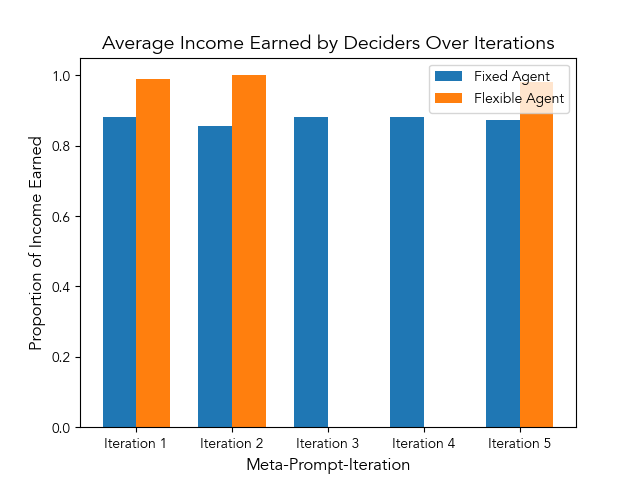 Average Income Earned by Deciders Over Iterations
Fixed Agent
Flexible Agent
Proportion of Income Earned
1.0
0.8
0.6
0.4
0.2
0.0
Iteration 1
Iteration 2
Iteration 3
Iteration 4
Iteration 5
Meta-Prompt-Iteration